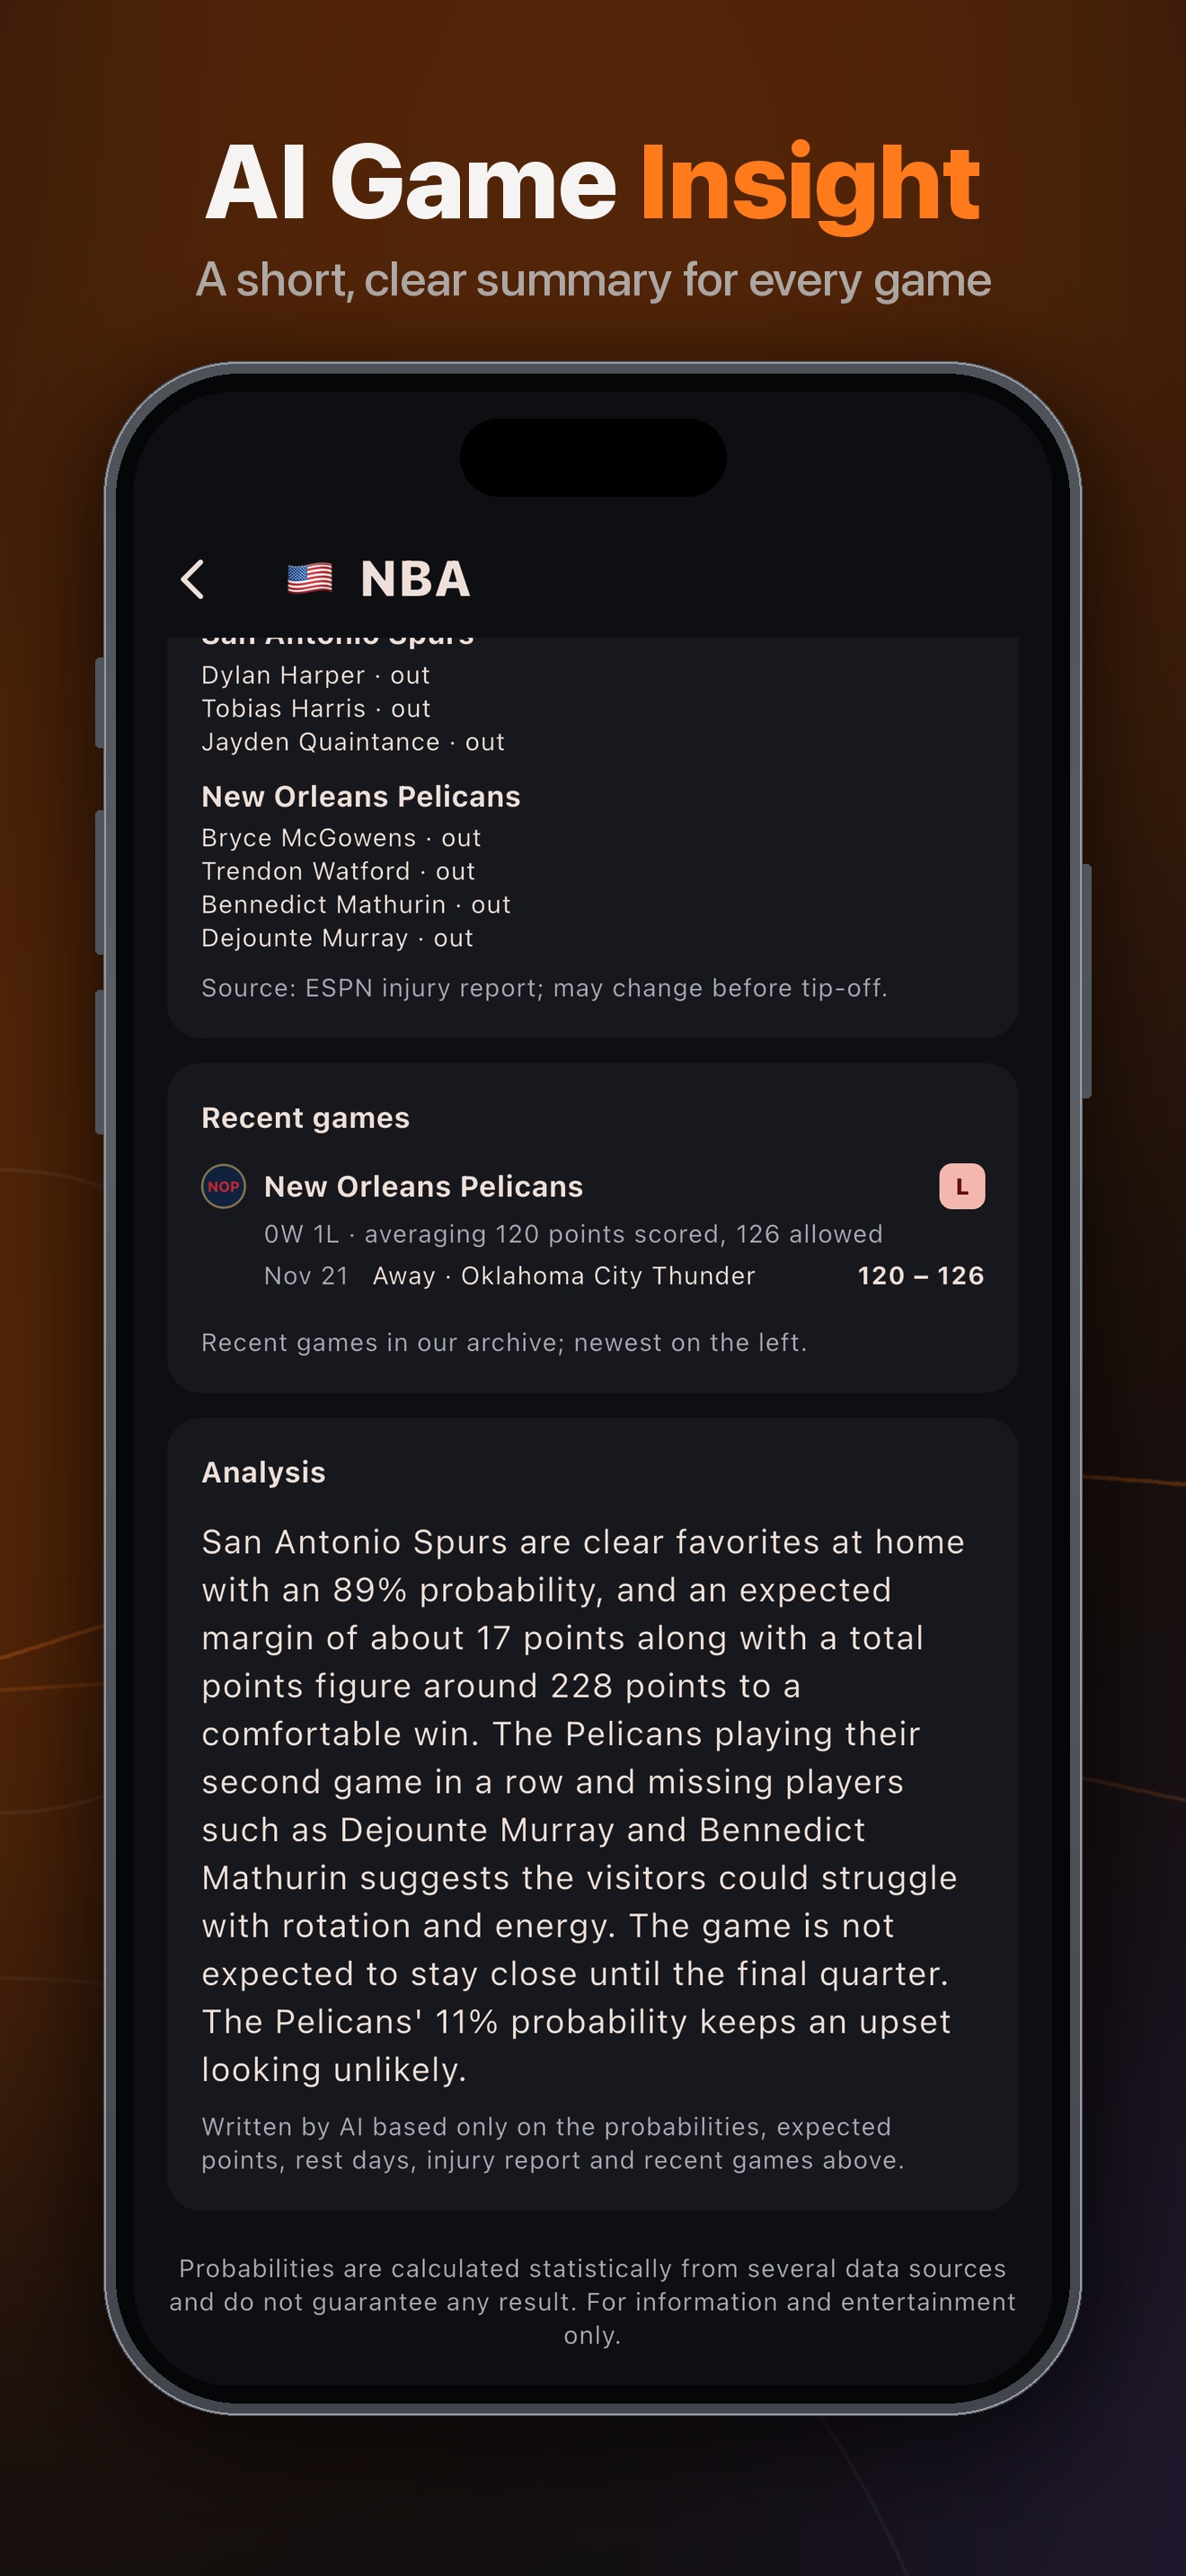 AI Game Insight
A short, clear summary for every game
NBA
San Antonio Spurs
Dylan Harper · out
Tobias Harris · out
Jayden Quaintance · out
New Orleans Pelicans
Bryce McGowens · out
Trendon Watford · out
Bennedict Mathurin · out
Dejounte Murray · out
Source: ESPN injury report; may change before tip-off.
Recent games
NOP New Orleans Pelicans L
0W 1L · averaging 120 points scored, 126 allowed
Nov 21 Away · Oklahoma City Thunder 120 – 126
Recent games in our archive; newest on the left.
Analysis
San Antonio Spurs are clear favorites at home
with an 89% probability, and an expected
margin of about 17 points along with a total
points figure around 228 points to a
comfortable win. The Pelicans playing their
second game in a row and missing players
such as Dejounte Murray and Bennedict
Mathurin suggests the visitors could struggle
with rotation and energy. The game is not
expected to stay close until the final quarter.
The Pelicans' 11% probability keeps an upset
looking unlikely.
Written by AI based only on the probabilities, expected
points, rest days, injury report and recent games above.
Probabilities are calculated statistically from several data sources
and do not guarantee any result. For information and entertainment
only.